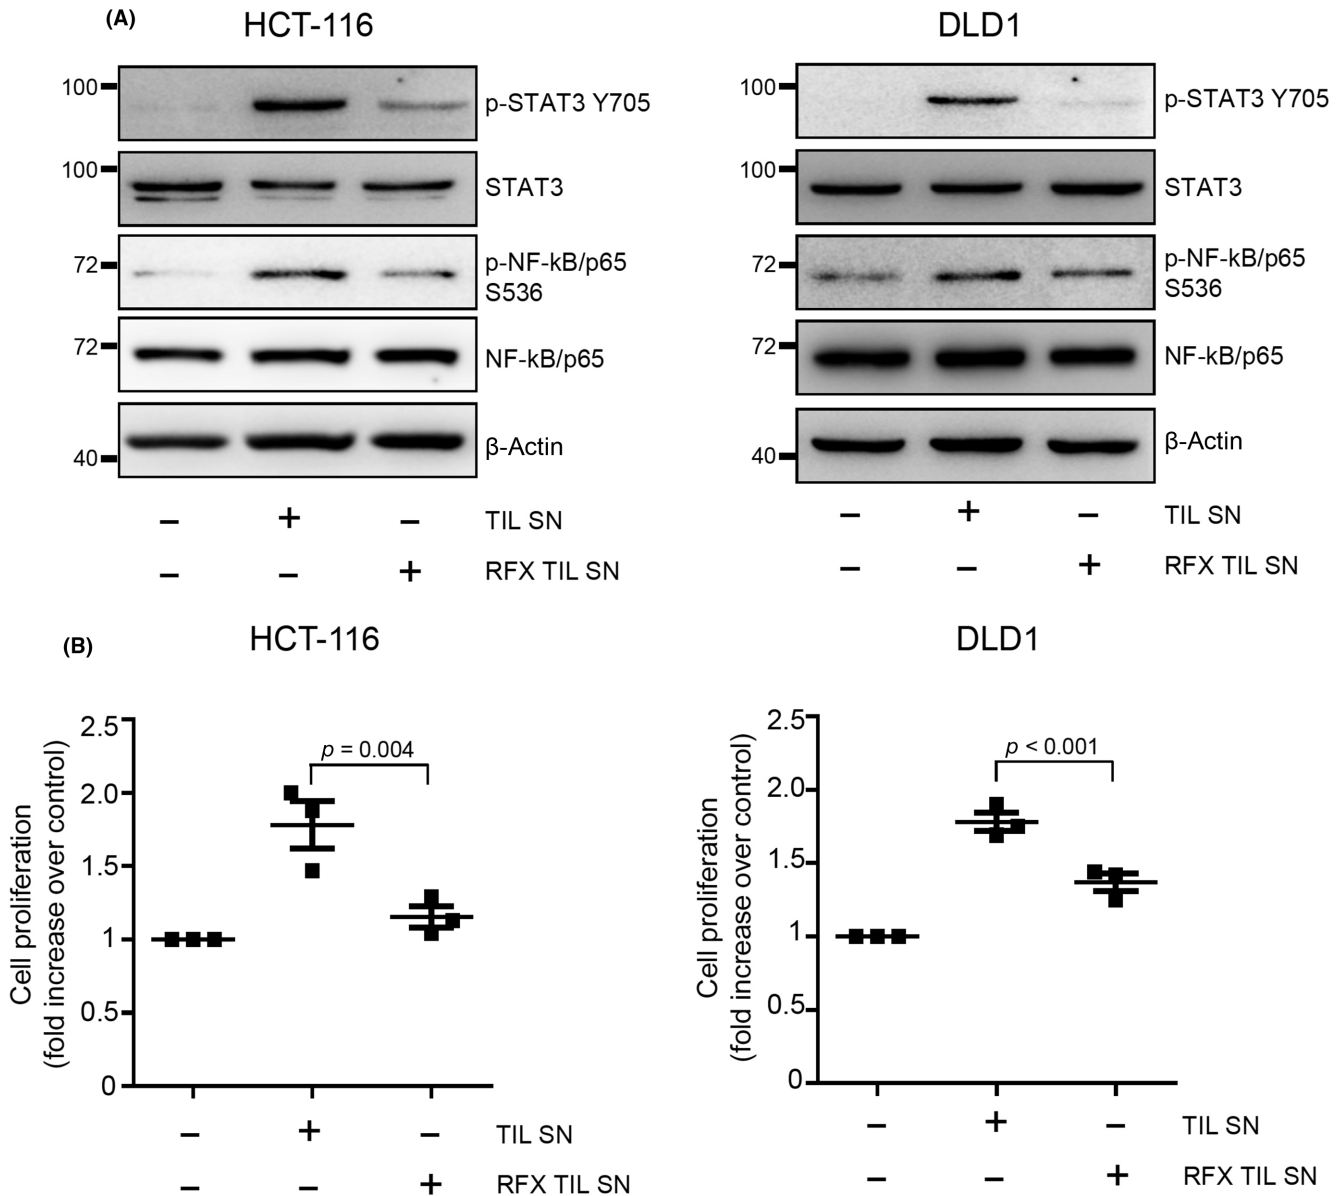 (A)
HCT-116
100
p-STAT3 Y705
100
STAT3
72
p-NF-kB/p65
S536
72
NF-kB/p65
40
β-Actin
– + – TIL SN
– – + RFX TIL SN
DLD1
100
p-STAT3 Y705
100
STAT3
72
p-NF-kB/p65
S536
72
NF-kB/p65
40
β-Actin
– + – TIL SN
– – + RFX TIL SN
(B)
HCT-116
Cell proliferation
(fold increase over control)
2.5
2.0
1.5
1
0.5
0
p = 0.004
– + – TIL SN
– – + RFX TIL SN
DLD1
Cell proliferation
(fold increase over control)
2.5
2.0
1.5
1
0.5
0
p < 0.001
– + – TIL SN
– – + RFX TIL SN